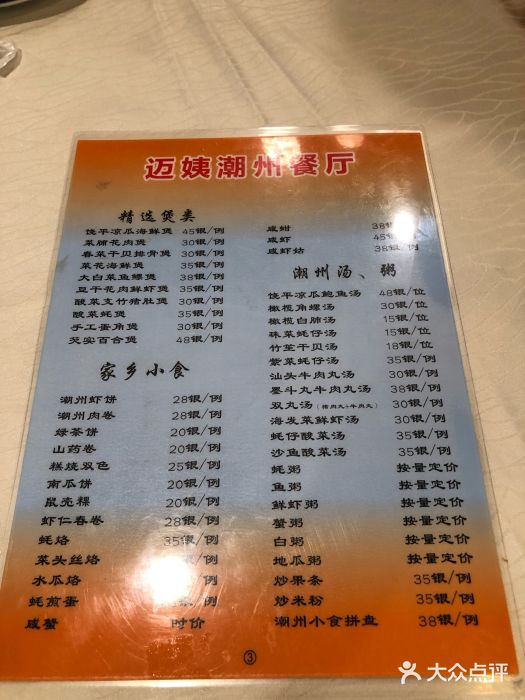 迈姨潮州餐厅
精选煲类
饶平凉瓜海鲜煲 45银/例
菜脯花肉煲 30银/例
春菜干贝排骨煲 30银/例
菜花海鲜煲 35银/例
大白菜鱼鳔煲 38银/例
豆干花肉鲜虾煲 35银/例
酸菜支竹猪肚煲 30银/例
酸菜蚝煲 35银/例
手工蛋角煲 30银/例
芡实百合煲 48银/例
家乡小食
潮州虾饼 28银/例
潮州肉卷 28银/例
绿茶饼 20银/例
山药卷 20银/例
糕烧双色 25银/例
南瓜饼 20银/例
鼠壳粿 20银/例
虾仁春卷 28银/例
蚝烙 35银/例
菜头丝烙 /例
水瓜烙 /例
蚝煎蛋 银/例
咸蟹 时价
咸蚶 38银/例
咸虾 45银/例
咸虾姑 38银/例
潮州汤、粥
饶平凉瓜鲍鱼汤 48银/位
橄榄角螺汤 30银/位
橄榄白肺汤 15银/位
珠菜蚝仔汤 15银/位
竹笙干贝汤 18银/位
紫菜蚝仔汤 35银/例
汕头牛肉丸汤 30银/例
墨斗丸牛肉丸汤 38银/例
双丸汤（猪肉丸+牛肉丸） 30银/例
海发菜鲜虾汤 30银/例
蚝仔酸菜汤 35银/例
沙鱼酸菜汤 35银/例
蚝粥 按量定价
鱼粥 按量定价
鲜虾粥 按量定价
蟹粥 按量定价
白粥 按量定价
地瓜粥 按量定价
炒果条 35银/例
炒米粉 35银/例
潮州小食拼盘 38银/例
③
大众点评